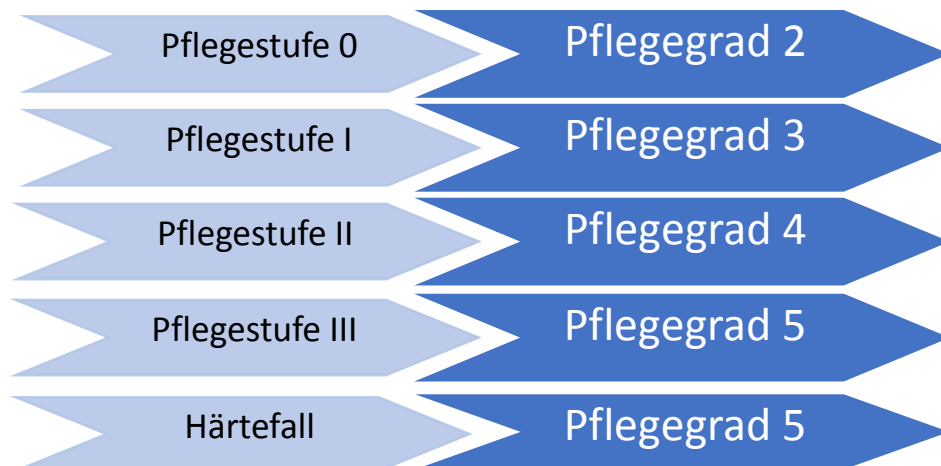 Pflegestufe 0
Pflegegrad 2
Pflegestufe I
Pflegegrad 3
Pflegestufe II
Pflegegrad 4
Pflegestufe III
Pflegegrad 5
Härtefall
Pflegegrad 5